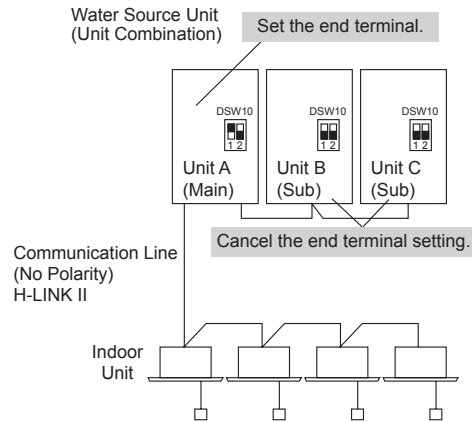 Water Source Unit
(Unit Combination)
Set the end terminal.
DSW10
1 2
DSW10
1 2
DSW10
1 2
Unit A
(Main)
Unit B
(Sub)
Unit C
(Sub)
Cancel the end terminal setting.
Communication Line
(No Polarity)
H-LINK II
Indoor
Unit